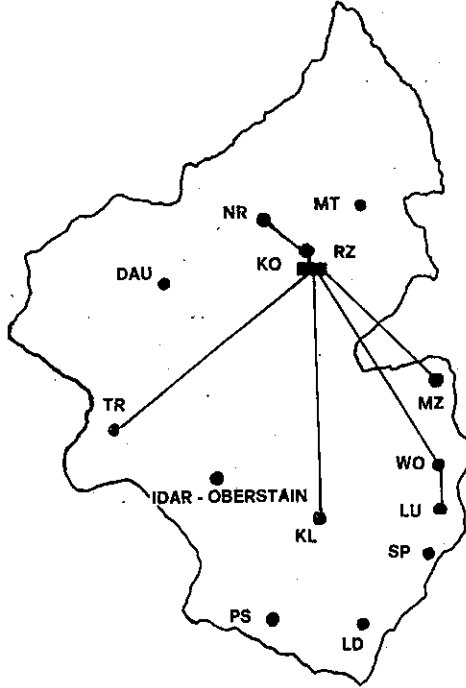 MT
NR
KO
RZ
DAU
MZ
TR
WO
IDAR - OBERSTAIN
LU
KL
SP
PS
LD